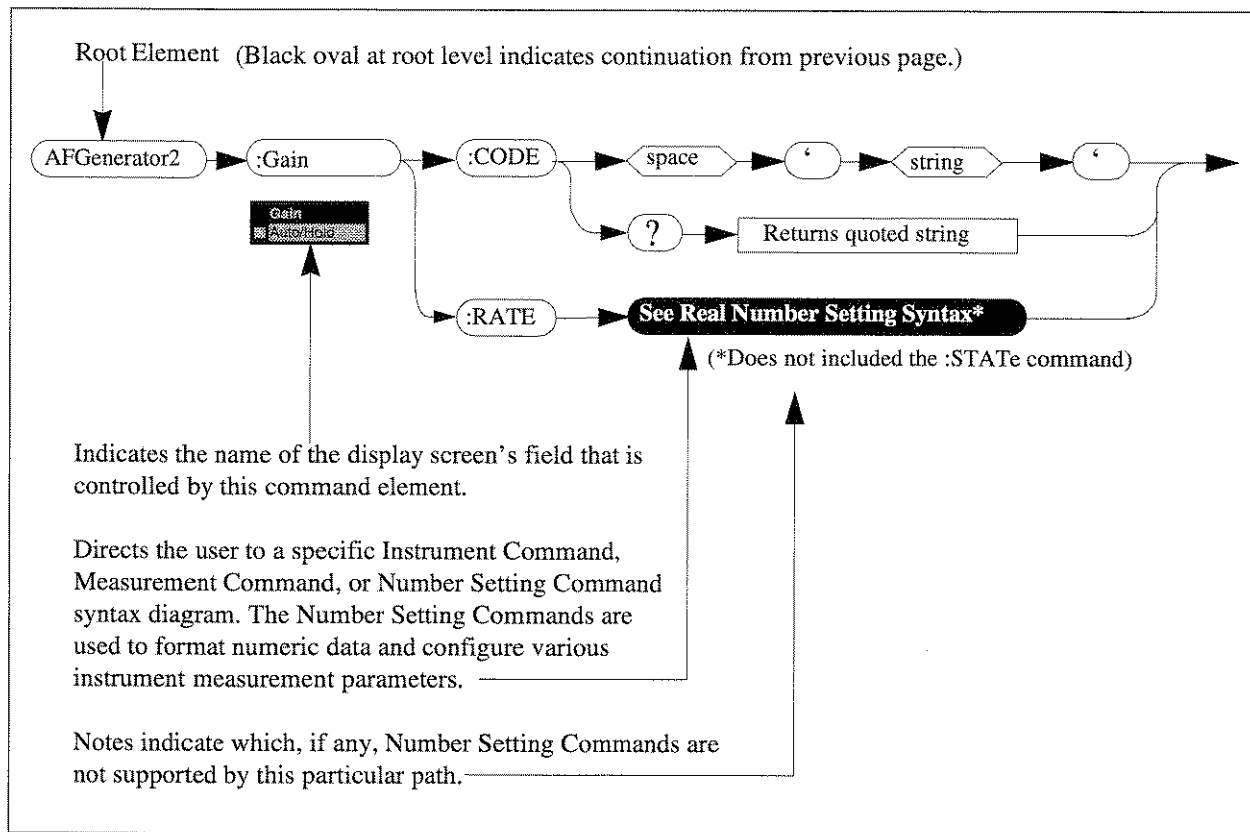 Root Element (Black oval at root level indicates continuation from previous page.)
AFGenerator2 :Gain :CODE space ‘ string ‘
Gain
Auto/Hold
? Returns quoted string
:RATE See Real Number Setting Syntax*
(*Does not included the :STATe command)
Indicates the name of the display screen's field that is
controlled by this command element.
Directs the user to a specific Instrument Command,
Measurement Command, or Number Setting Command
syntax diagram. The Number Setting Commands are
used to format numeric data and configure various
instrument measurement parameters.
Notes indicate which, if any, Number Setting Commands are
not supported by this particular path.